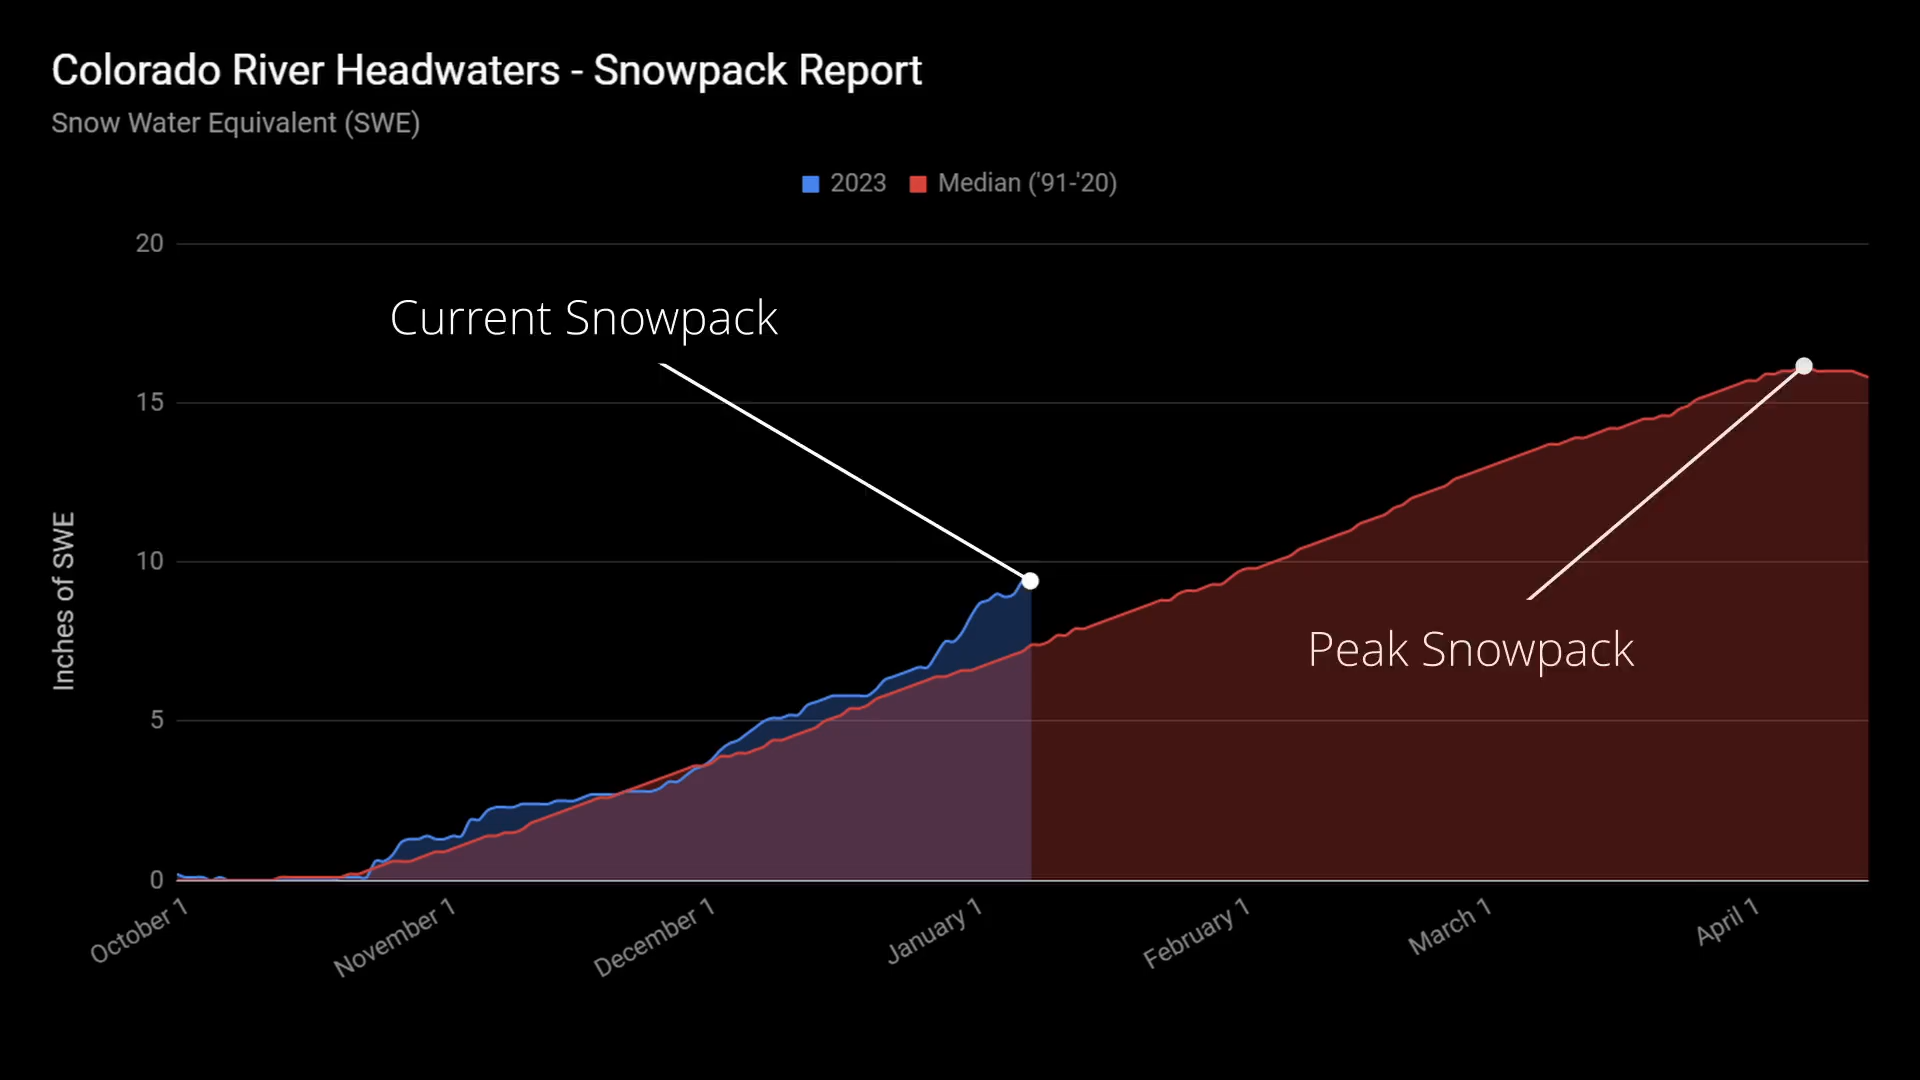 Colorado River Headwaters - Snowpack Report
Snow Water Equivalent (SWE)
2023 Median ('91-'20)
20
Current Snowpack
15
10
Inches of SWE
Peak Snowpack
5
0
October 1 November 1 December 1 January 1 February 1 March 1 April 1